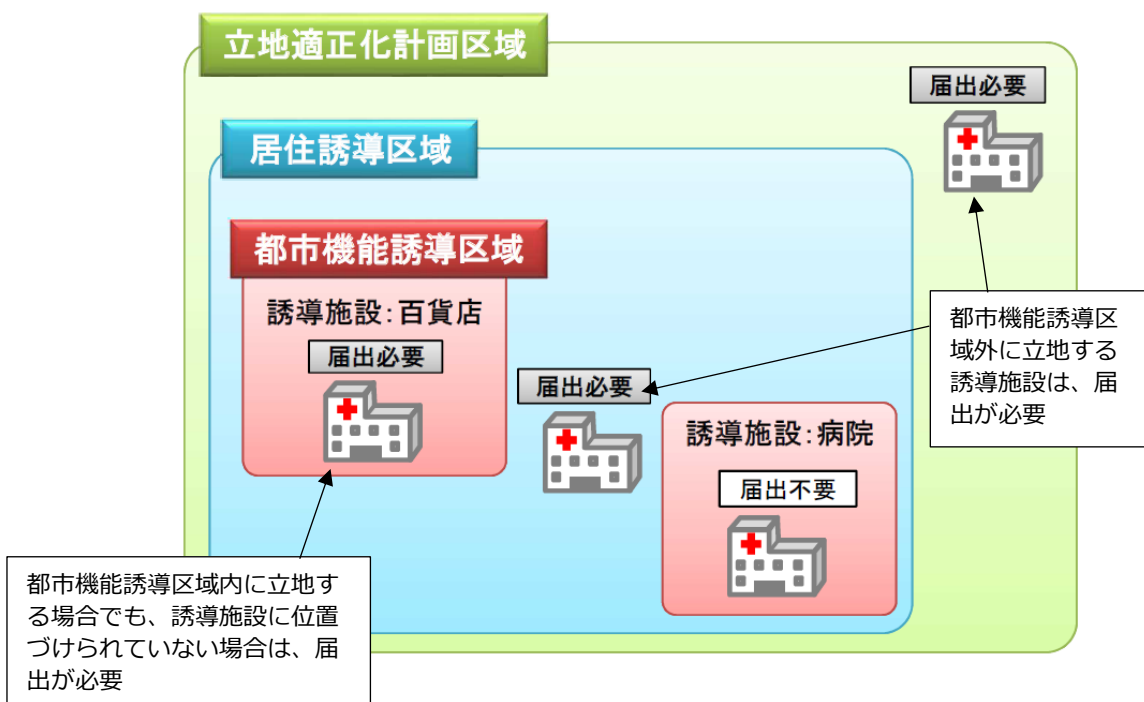 立地適正化計画区域
届出必要
居住誘導区域
都市機能誘導区域
誘導施設:百貨店
届出必要
届出必要
都市機能誘導区
域外に立地する
誘導施設は、届
出が必要
誘導施設:病院
届出不要
都市機能誘導区域内に立地す
る場合でも、誘導施設に位置
づけられていない場合は、届
出が必要